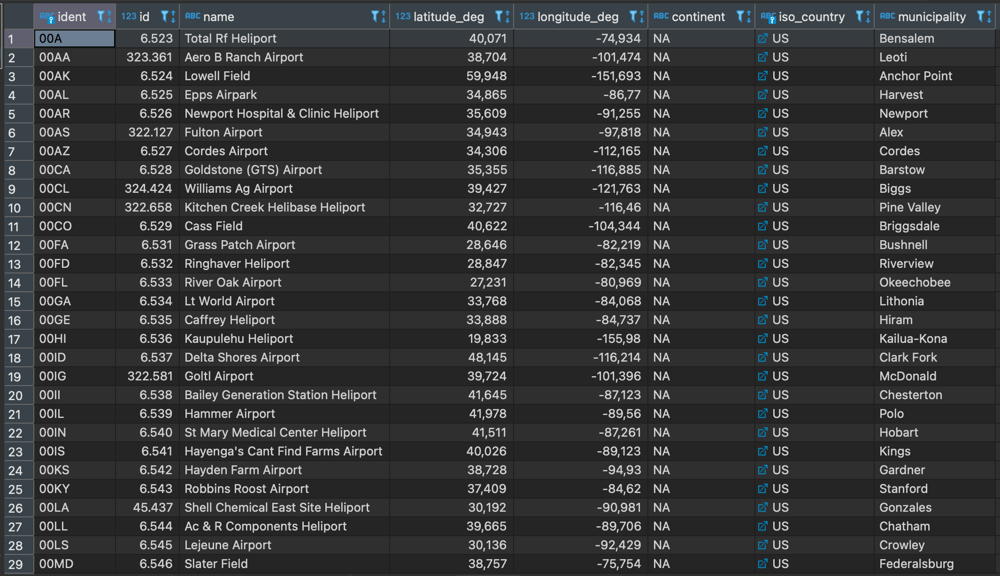 ABC ident 123 id ABC name 123 latitude_deg 123 longitude_deg ABC continent ABC iso_country ABC municipality
1 00A 6.523 Total Rf Heliport 40,071 -74,934 NA US Bensalem
2 00AA 323.361 Aero B Ranch Airport 38,704 -101,474 NA US Leoti
3 00AK 6.524 Lowell Field 59,948 -151,693 NA US Anchor Point
4 00AL 6.525 Epps Airpark 34,865 -86,77 NA US Harvest
5 00AR 6.526 Newport Hospital & Clinic Heliport 35,609 -91,255 NA US Newport
6 00AS 322.127 Fulton Airport 34,943 -97,818 NA US Alex
7 00AZ 6.527 Cordes Airport 34,306 -112,165 NA US Cordes
8 00CA 6.528 Goldstone (GTS) Airport 35,355 -116,885 NA US Barstow
9 00CL 324.424 Williams Ag Airport 39,427 -121,763 NA US Biggs
10 00CN 322.658 Kitchen Creek Helibase Heliport 32,727 -116,46 NA US Pine Valley
11 00CO 6.529 Cass Field 40,622 -104,344 NA US Briggsdale
12 00FA 6.531 Grass Patch Airport 28,646 -82,219 NA US Bushnell
13 00FD 6.532 Ringhaver Heliport 28,847 -82,345 NA US Riverview
14 00FL 6.533 River Oak Airport 27,231 -80,969 NA US Okeechobee
15 00GA 6.534 Lt World Airport 33,768 -84,068 NA US Lithonia
16 00GE 6.535 Caffrey Heliport 33,888 -84,737 NA US Hiram
17 00HI 6.536 Kaupulehu Heliport 19,833 -155,98 NA US Kailua-Kona
18 00ID 6.537 Delta Shores Airport 48,145 -116,214 NA US Clark Fork
19 00IG 322.581 Goltl Airport 39,724 -101,396 NA US McDonald
20 00II 6.538 Bailey Generation Station Heliport 41,645 -87,123 NA US Chesterton
21 00IL 6.539 Hammer Airport 41,978 -89,56 NA US Polo
22 00IN 6.540 St Mary Medical Center Heliport 41,511 -87,261 NA US Hobart
23 00IS 6.541 Hayenga's Cant Find Farms Airport 40,026 -89,123 NA US Kings
24 00KS 6.542 Hayden Farm Airport 38,728 -94,93 NA US Gardner
25 00KY 6.543 Robbins Roost Airport 37,409 -84,62 NA US Stanford
26 00LA 45.437 Shell Chemical East Site Heliport 30,192 -90,981 NA US Gonzales
27 00LL 6.544 Ac & R Components Heliport 39,665 -89,706 NA US Chatham
28 00LS 6.545 Lejeune Airport 30,136 -92,429 NA US Crowley
29 00MD 6.546 Slater Field 38,757 -75,754 NA US Federalsburg